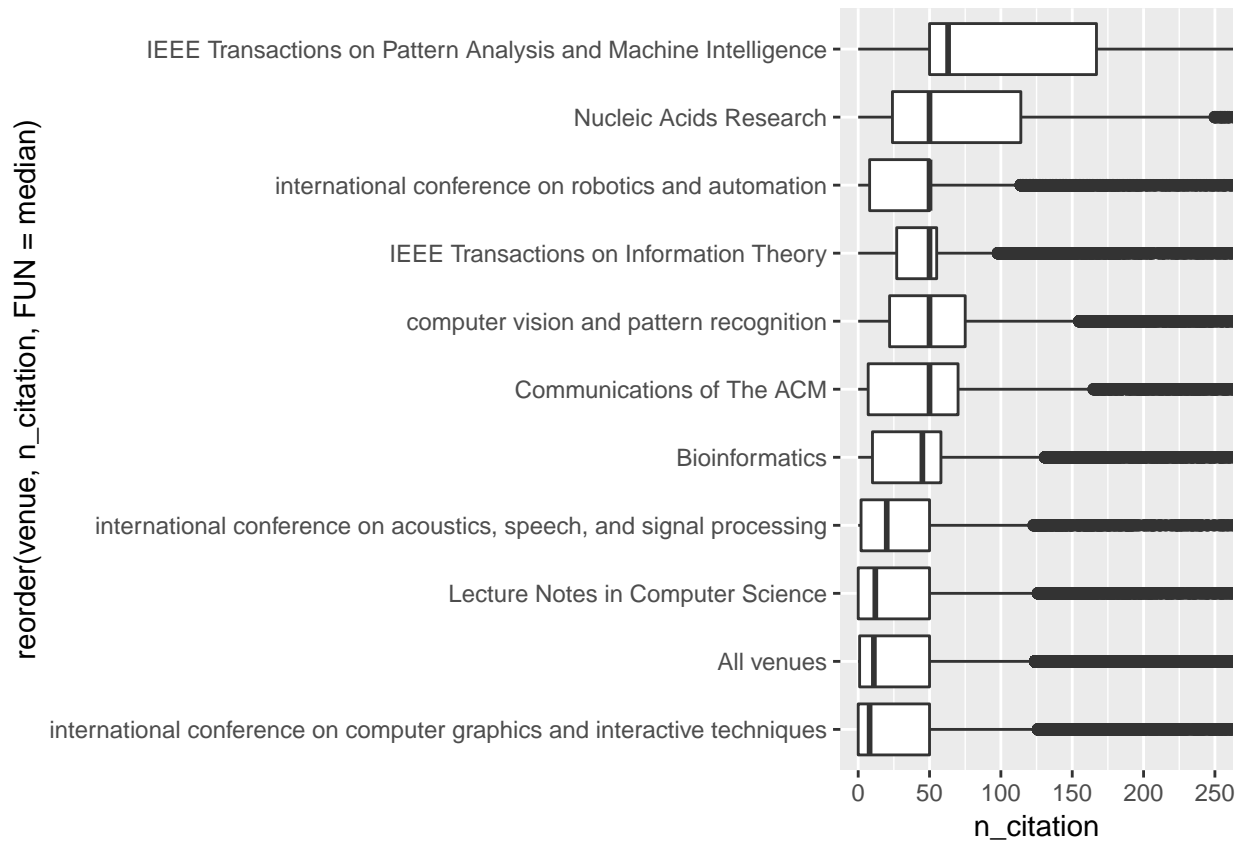 reorder(venue, n_citation, FUN = median)
IEEE Transactions on Pattern Analysis and Machine Intelligence
Nucleic Acids Research
international conference on robotics and automation
IEEE Transactions on Information Theory
computer vision and pattern recognition
Communications of The ACM
Bioinformatics
international conference on acoustics, speech, and signal processing
Lecture Notes in Computer Science
All venues
international conference on computer graphics and interactive techniques
0 50 100 150 200 250
n_citation